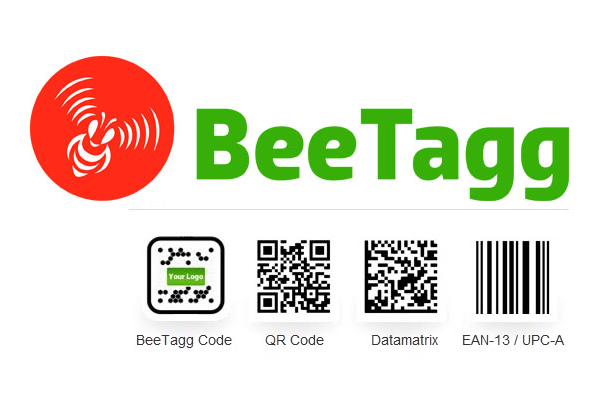 BeeTagg
Your Logo
BeeTagg Code
QR Code
Datamatrix
EAN-13 / UPC-A